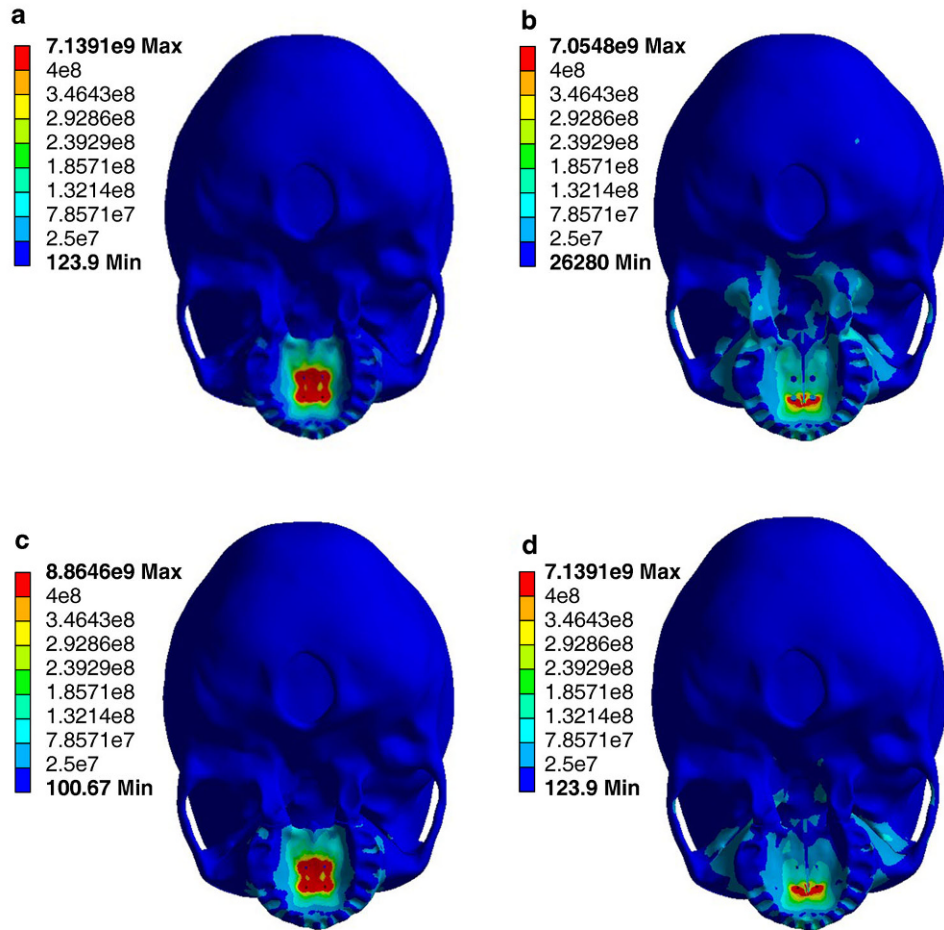 a
7.1391e9 Max
4e8
3.4643e8
2.9286e8
2.3929e8
1.8571e8
1.3214e8
7.8571e7
2.5e7
123.9 Min
b
7.0548e9 Max
4e8
3.4643e8
2.9286e8
2.3929e8
1.8571e8
1.3214e8
7.8571e7
2.5e7
26280 Min
c
8.8646e9 Max
4e8
3.4643e8
2.9286e8
2.3929e8
1.8571e8
1.3214e8
7.8571e7
2.5e7
100.67 Min
d
7.1391e9 Max
4e8
3.4643e8
2.9286e8
2.3929e8
1.8571e8
1.3214e8
7.8571e7
2.5e7
123.9 Min